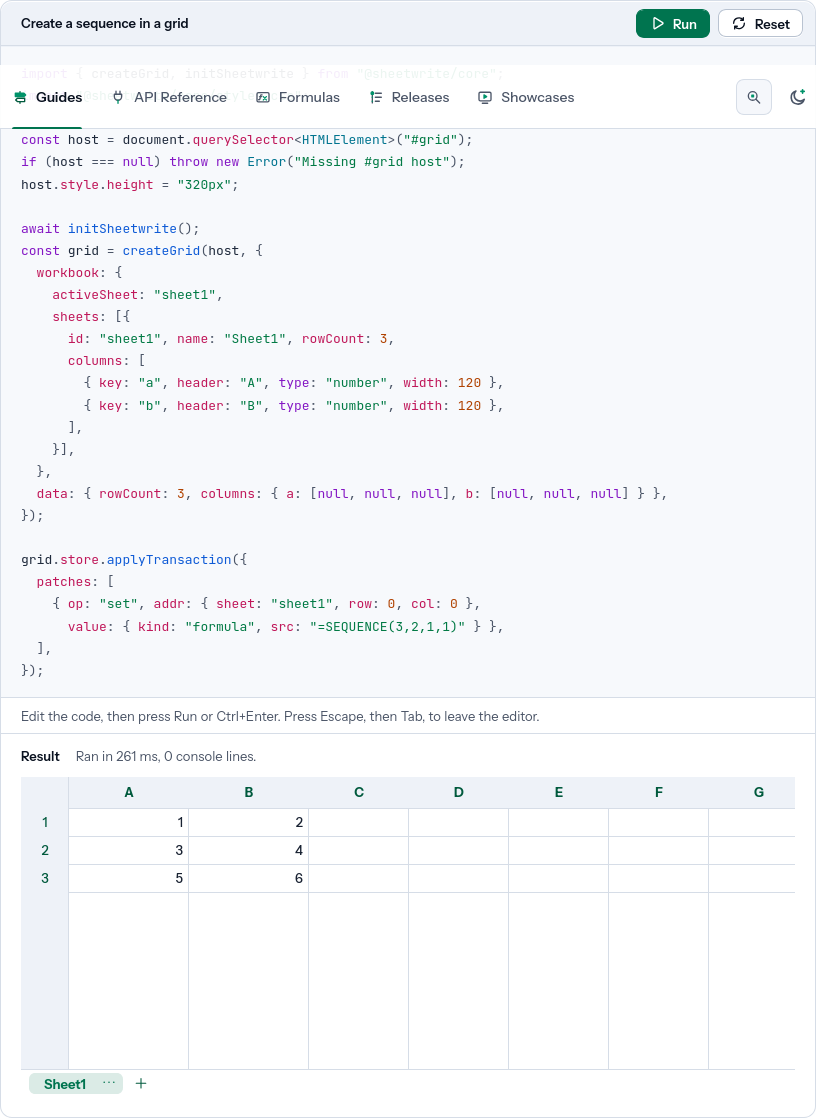 Create a sequence in a grid
Run
Reset
import { createGrid, initSheetwrite } from "@sheetwrite/core";
Guides
API Reference
Formulas
Releases
Showcases
const host = document.querySelector<HTMLElement>("#grid");
if (host === null) throw new Error("Missing #grid host");
host.style.height = "320px";
await initSheetwrite();
const grid = createGrid(host, {
  workbook: {
    activeSheet: "sheet1",
    sheets: [{
      id: "sheet1", name: "Sheet1", rowCount: 3,
      columns: [
        { key: "a", header: "A", type: "number", width: 120 },
        { key: "b", header: "B", type: "number", width: 120 },
      ],
    }],
  },
  data: { rowCount: 3, columns: { a: [null, null, null], b: [null, null, null] } },
});
grid.store.applyTransaction({
  patches: [
    { op: "set", addr: { sheet: "sheet1", row: 0, col: 0 },
      value: { kind: "formula", src: "=SEQUENCE(3,2,1,1)" } },
  ],
});
Edit the code, then press Run or Ctrl+Enter. Press Escape, then Tab, to leave the editor.
Result Ran in 261 ms, 0 console lines.
A B C D E F G
1 1 2
2 3 4
3 5 6
Sheet1 ··· +